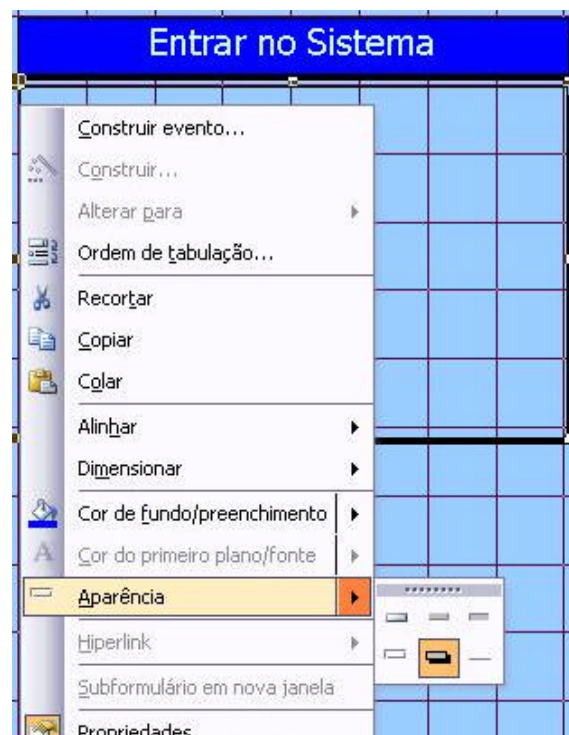 Entrar no Sistema
Construir evento...
Construir...
Alterar para
Ordem de tabulação...
Recortar
Copiar
Colar
Alinhar
Dimensionar
Cor de fundo/preenchimento
Cor do primeiro plano/fonte
Aparência
Hiperlink
Subformulário em nova janela
Propriedades